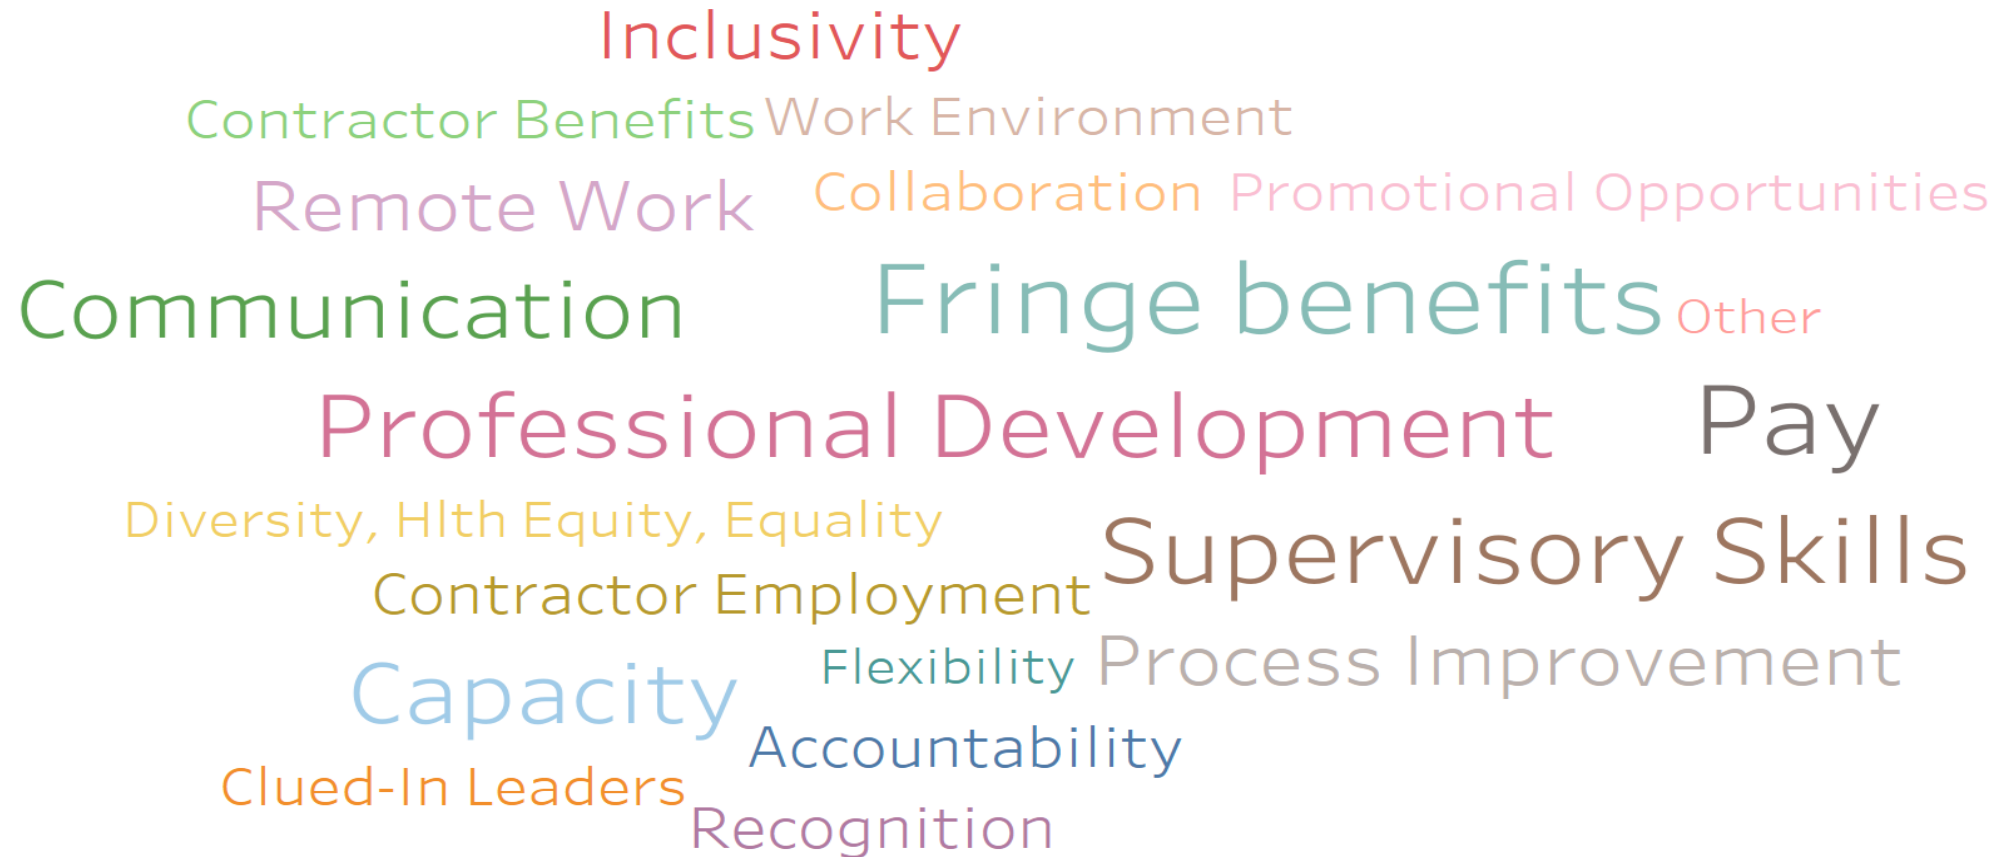 Inclusivity
Contractor Benefits Work Environment
Remote Work Collaboration Promotional Opportunities
Communication Fringe benefits Other
Professional Development Pay
Diversity, Hlth Equity, Equality Supervisory Skills
Contractor Employment
Capacity Flexibility Process Improvement
Accountability
Clued-In Leaders
Recognition